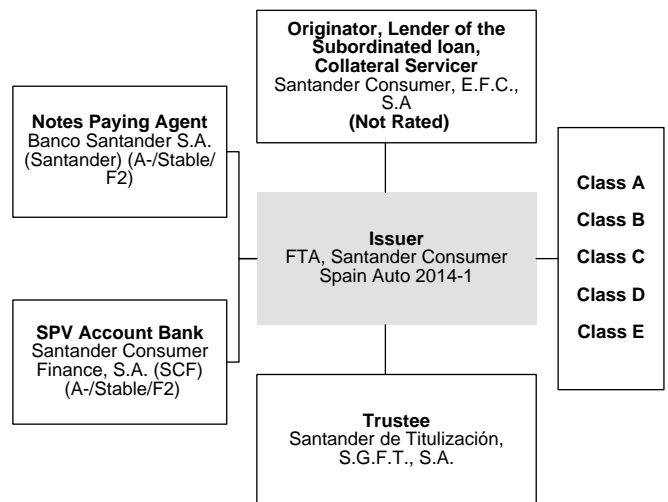 Originator, Lender of the
Subordinated loan,
Collateral Servicer
Santander Consumer, E.F.C.,
S.A
(Not Rated)
Notes Paying Agent
Banco Santander S.A.
(Santander) (A-/Stable/
F2)
Issuer
FTA, Santander Consumer
Spain Auto 2014-1
Class A
Class B
Class C
Class D
Class E
SPV Account Bank
Santander Consumer
Finance, S.A. (SCF)
(A-/Stable/F2)
Trustee
Santander de Titulización,
S.G.F.T., S.A.